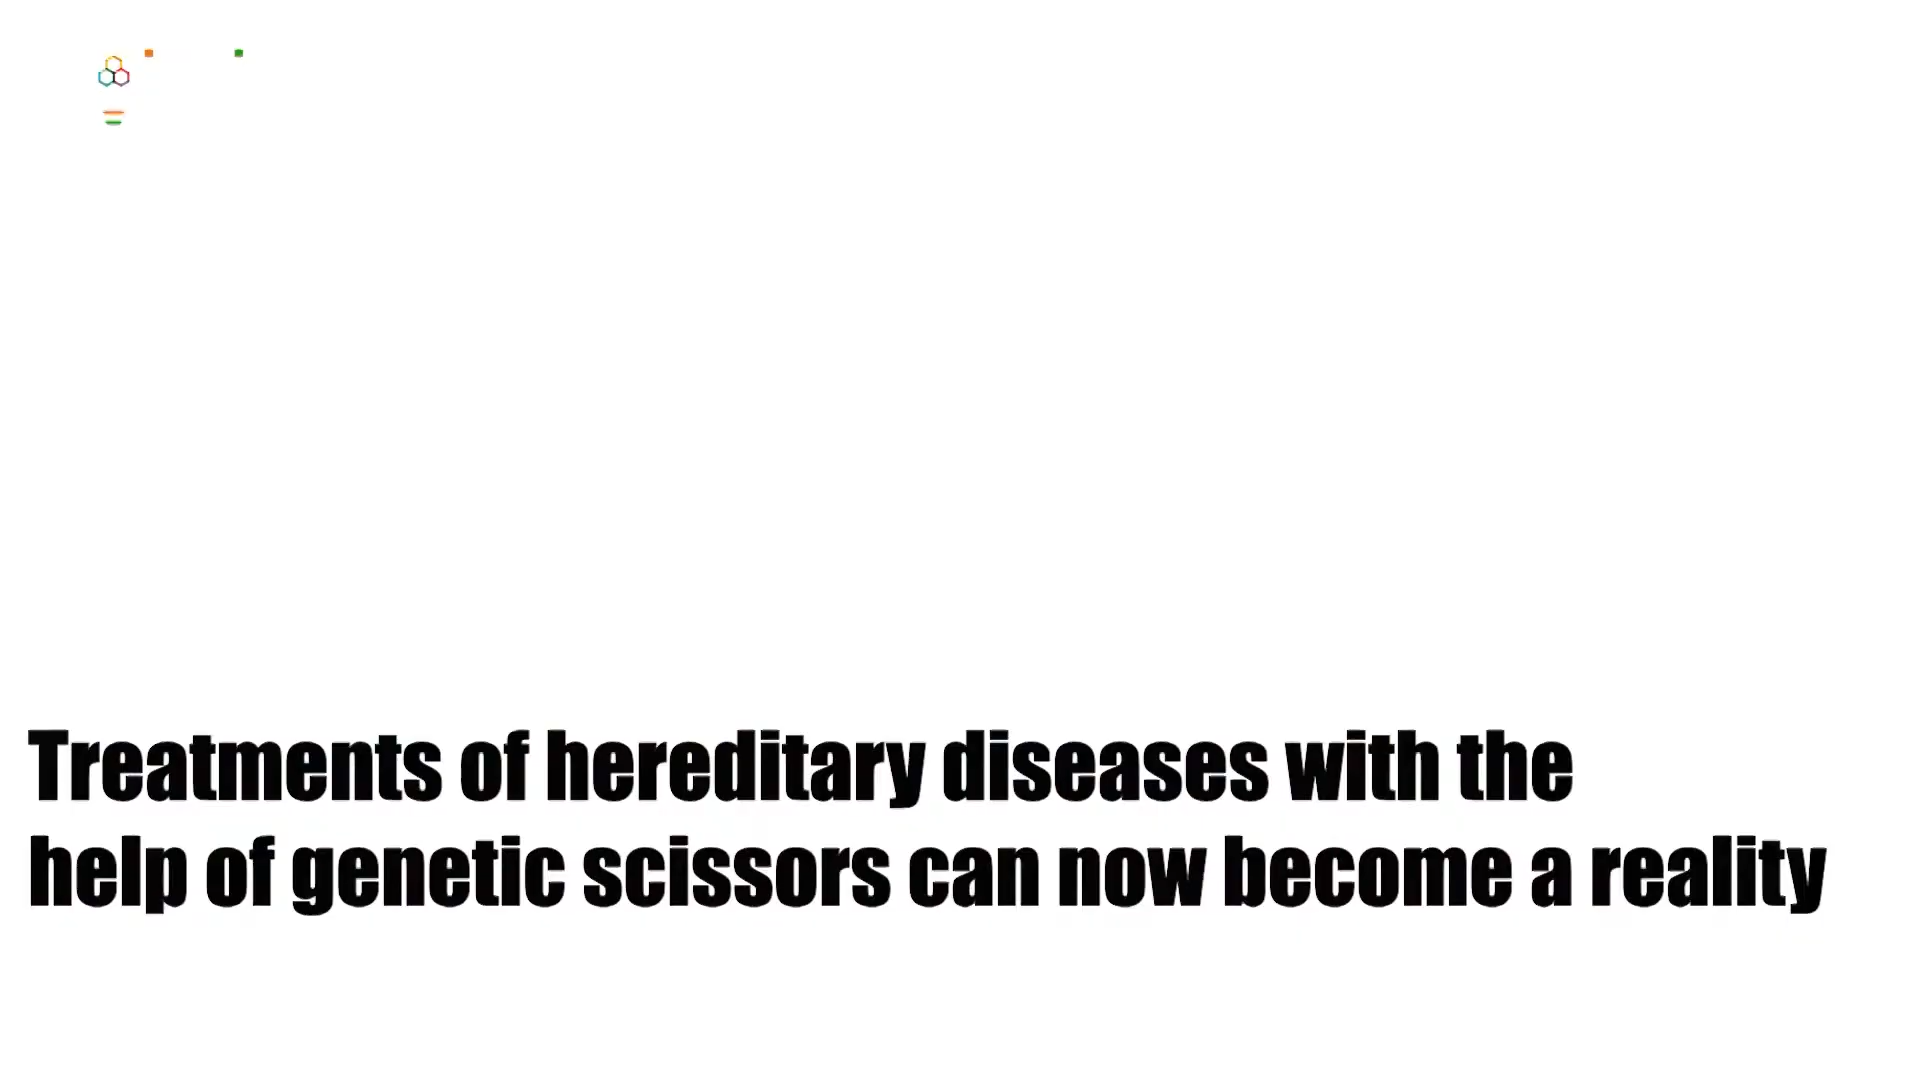 Treatments of hereditary diseases with the
help of genetic scissors can now become a reality